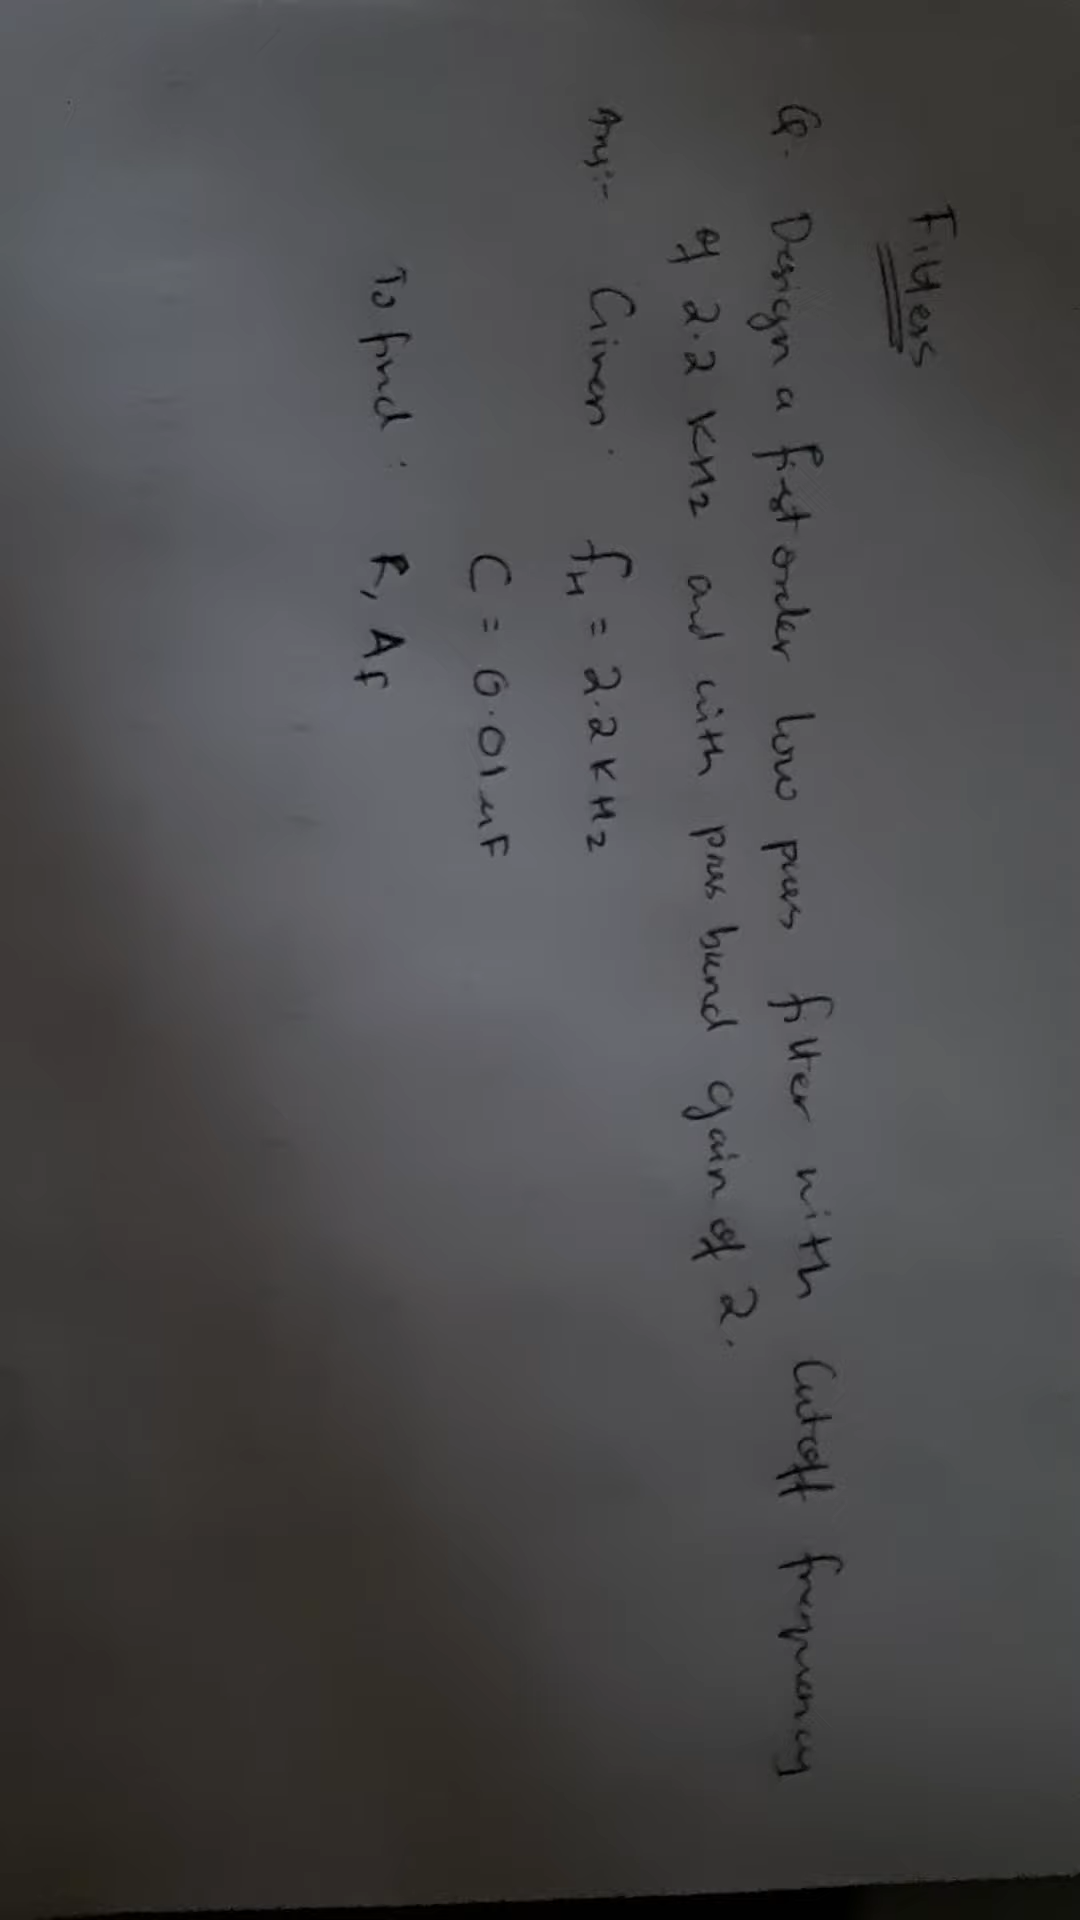 Filters
Q. Design a first order low pass filter with Cutoff frequency
of 2.2 KHz and with pass band gain of 2.
Ans:- Given: fH = 2.2 KHz
C = 0.01 μF
To find: R, Af